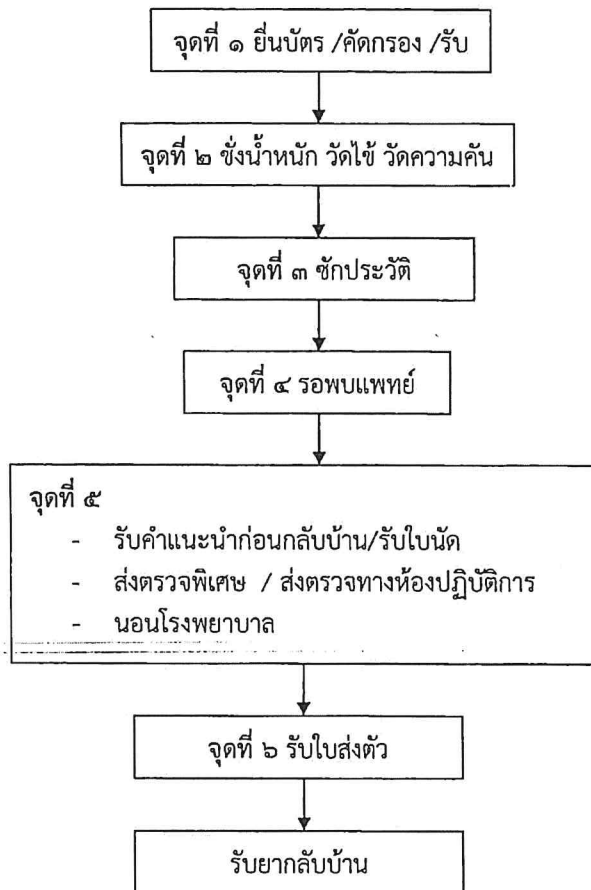 จุดที่ ๑ ยื่นบัตร /คัดกรอง /รับ
จุดที่ ๒ ชั่งน้ำหนัก วัดไข้ วัดความดัน
จุดที่ ๓ ซักประวัติ
จุดที่ ๔ รอพบแพทย์
จุดที่ ๕
- รับคำแนะนำก่อนกลับบ้าน/รับใบนัด
- ส่งตรวจพิเศษ / ส่งตรวจทางห้องปฏิบัติการ
- นอนโรงพยาบาล
จุดที่ ๖ รับใบส่งตัว
รับยากลับบ้าน